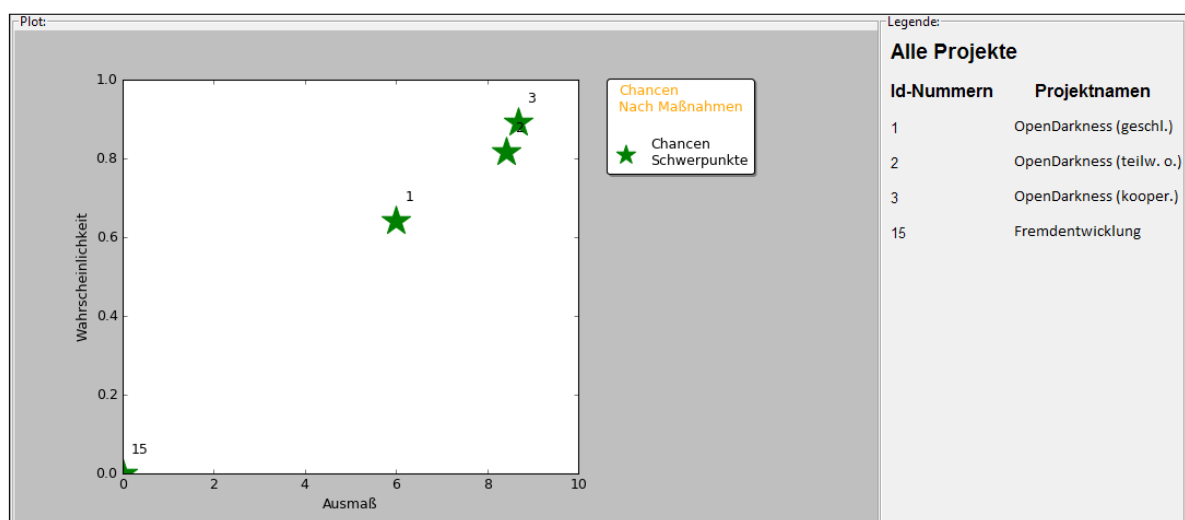 Plot:
1.0
0.8
0.6
0.4
0.2
0.0
0
2
4
6
8
10
Wahrscheinlichkeit
Ausmaß
3
2
1
15
Chancen
Nach Maßnahmen
Chancen
Schwerpunkte
Legende:
Alle Projekte
Id-Nummern Projektnamen
1 OpenDarkness (geschl.)
2 OpenDarkness (teilw. o.)
3 OpenDarkness (kooper.)
15 Fremdentwicklung